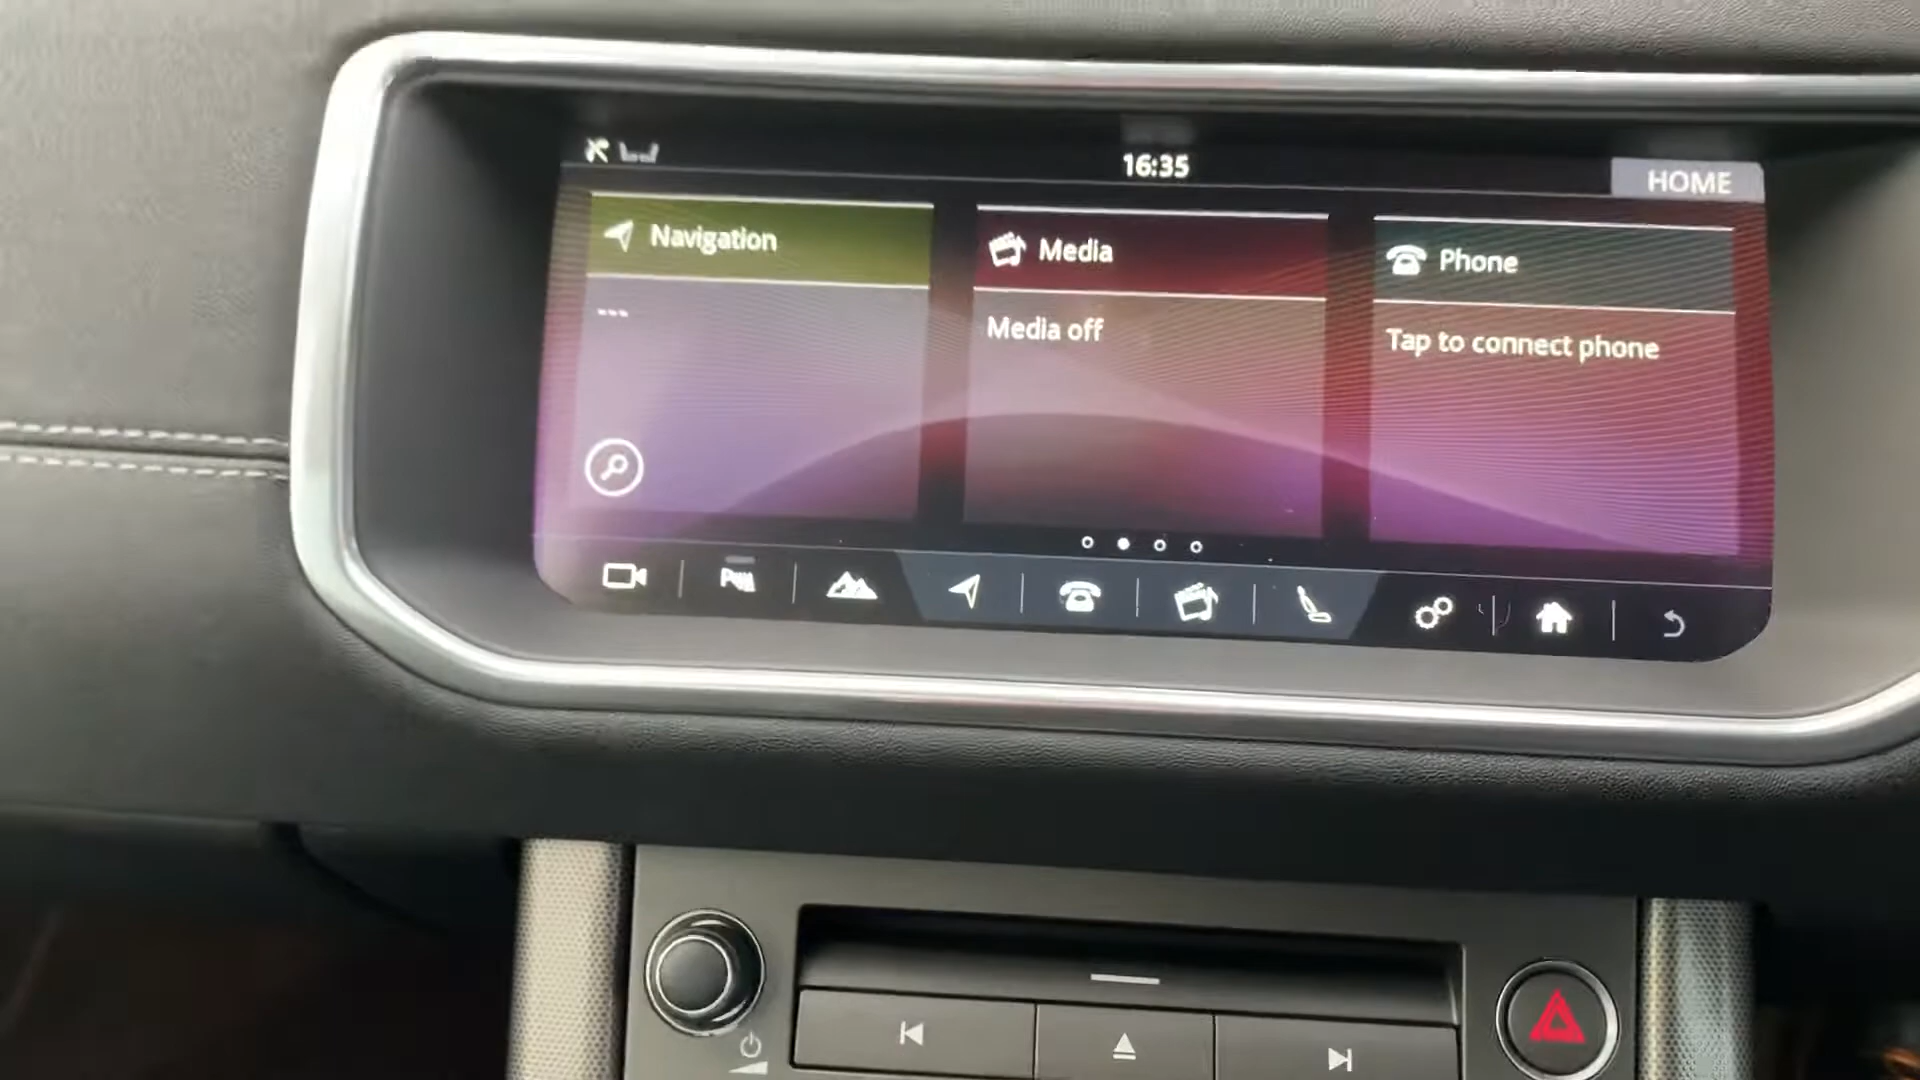 16:35
HOME
Navigation
Media
Phone
---
Media off
Tap to connect phone